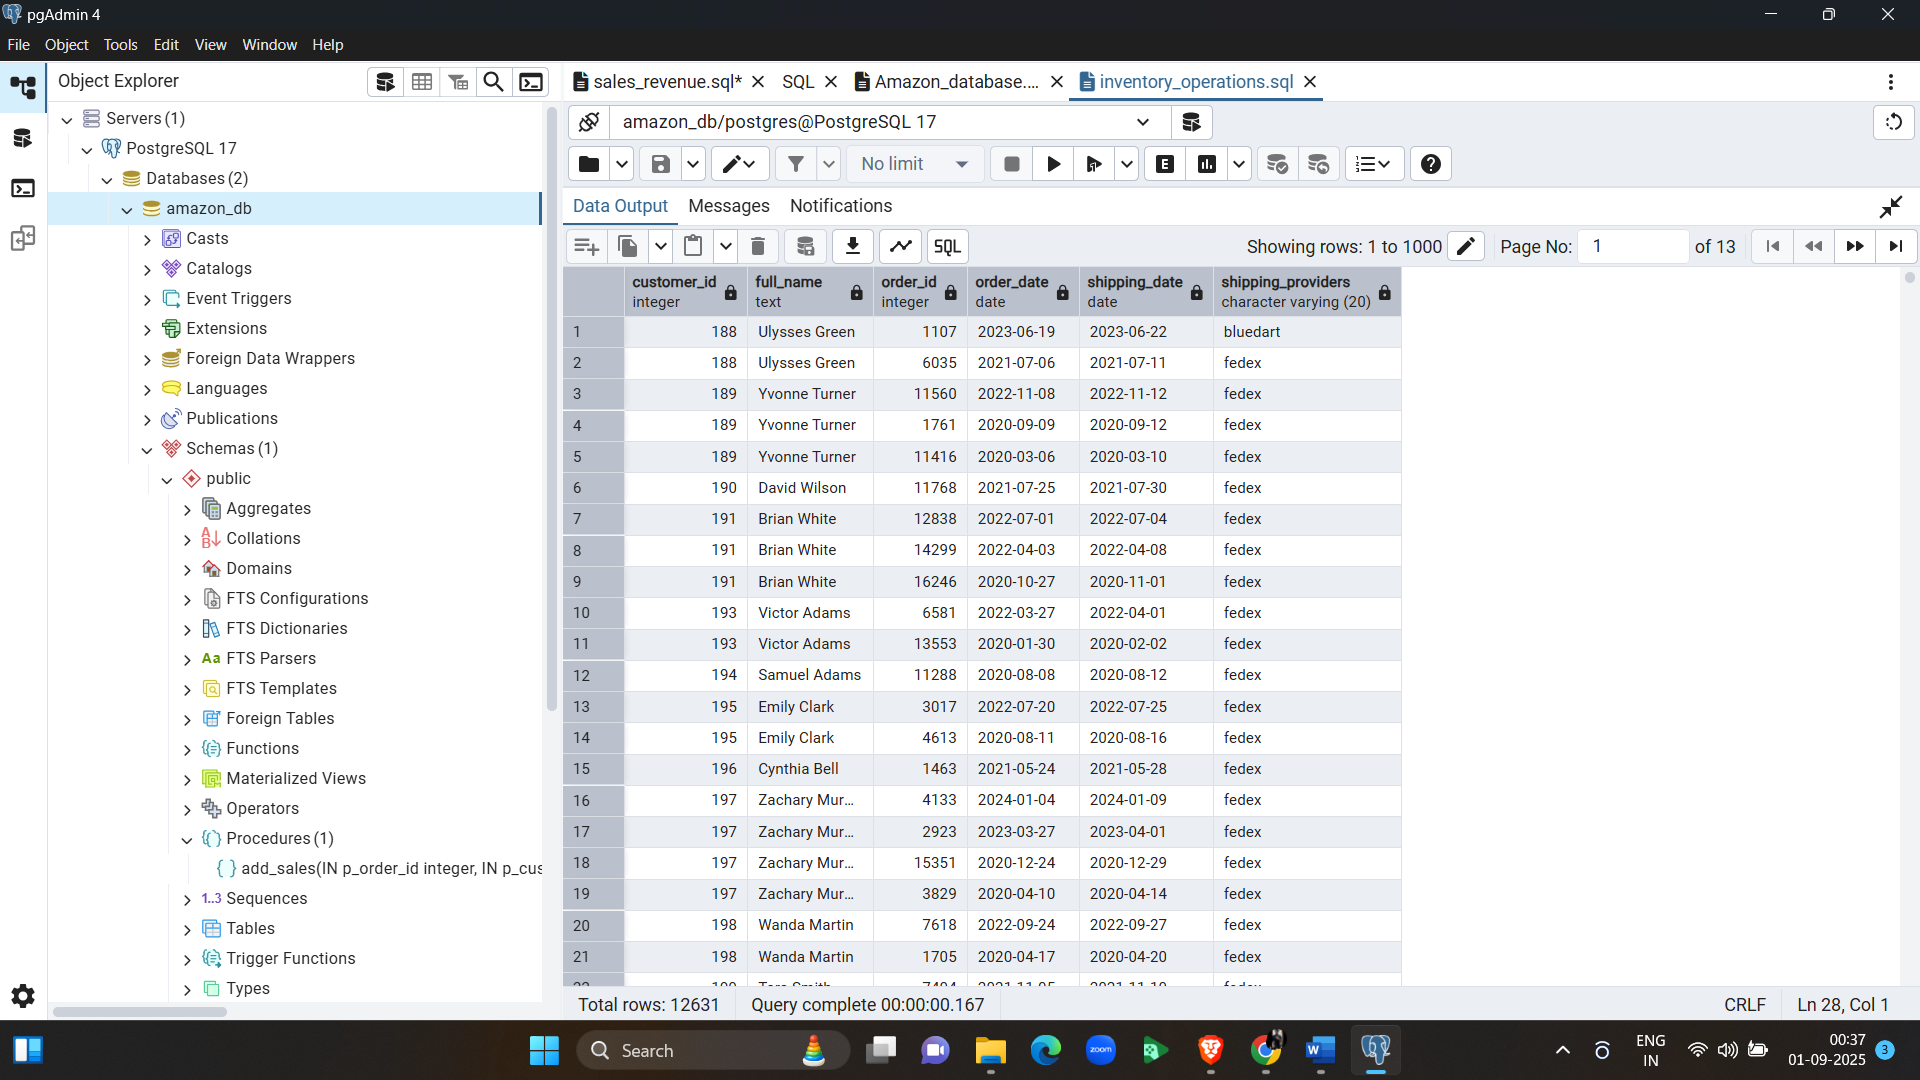 pgAdmin 4
File Object Tools Edit View Window Help
Object Explorer
Servers (1)
PostgreSQL 17
Databases (2)
amazon_db
Casts
Catalogs
Event Triggers
Extensions
Foreign Data Wrappers
Languages
Publications
Schemas (1)
public
Aggregates
Collations
Domains
FTS Configurations
FTS Dictionaries
Aa FTS Parsers
FTS Templates
Foreign Tables
Functions
Materialized Views
Operators
Procedures (1)
add_sales(IN p_order_id integer, IN p_cus
1..3 Sequences
Tables
Trigger Functions
Types
sales_revenue.sql* SQL Amazon_database.... inventory_operations.sql
amazon_db/postgres@PostgreSQL 17
No limit E
Data Output Messages Notifications
SQL Showing rows: 1 to 1000 Page No: 1 of 13
customer_id full_name order_id order_date shipping_date shipping_providers
integer text integer date date character varying (20)
1 188 Ulysses Green 1107 2023-06-19 2023-06-22 bluedart
2 188 Ulysses Green 6035 2021-07-06 2021-07-11 fedex
3 189 Yvonne Turner 11560 2022-11-08 2022-11-12 fedex
4 189 Yvonne Turner 1761 2020-09-09 2020-09-12 fedex
5 189 Yvonne Turner 11416 2020-03-06 2020-03-10 fedex
6 190 David Wilson 11768 2021-07-25 2021-07-30 fedex
7 191 Brian White 12838 2022-07-01 2022-07-04 fedex
8 191 Brian White 14299 2022-04-03 2022-04-08 fedex
9 191 Brian White 16246 2020-10-27 2020-11-01 fedex
10 193 Victor Adams 6581 2022-03-27 2022-04-01 fedex
11 193 Victor Adams 13553 2020-01-30 2020-02-02 fedex
12 194 Samuel Adams 11288 2020-08-08 2020-08-12 fedex
13 195 Emily Clark 3017 2022-07-20 2022-07-25 fedex
14 195 Emily Clark 4613 2020-08-11 2020-08-16 fedex
15 196 Cynthia Bell 1463 2021-05-24 2021-05-28 fedex
16 197 Zachary Mur... 4133 2024-01-04 2024-01-09 fedex
17 197 Zachary Mur... 2923 2023-03-27 2023-04-01 fedex
18 197 Zachary Mur... 15351 2020-12-24 2020-12-29 fedex
19 197 Zachary Mur... 3829 2020-04-10 2020-04-14 fedex
20 198 Wanda Martin 7618 2022-09-24 2022-09-27 fedex
21 198 Wanda Martin 1705 2020-04-17 2020-04-20 fedex
Total rows: 12631 Query complete 00:00:00.167 CRLF Ln 28, Col 1
Search
zoom
ENG
IN
00:37
01-09-2025
3